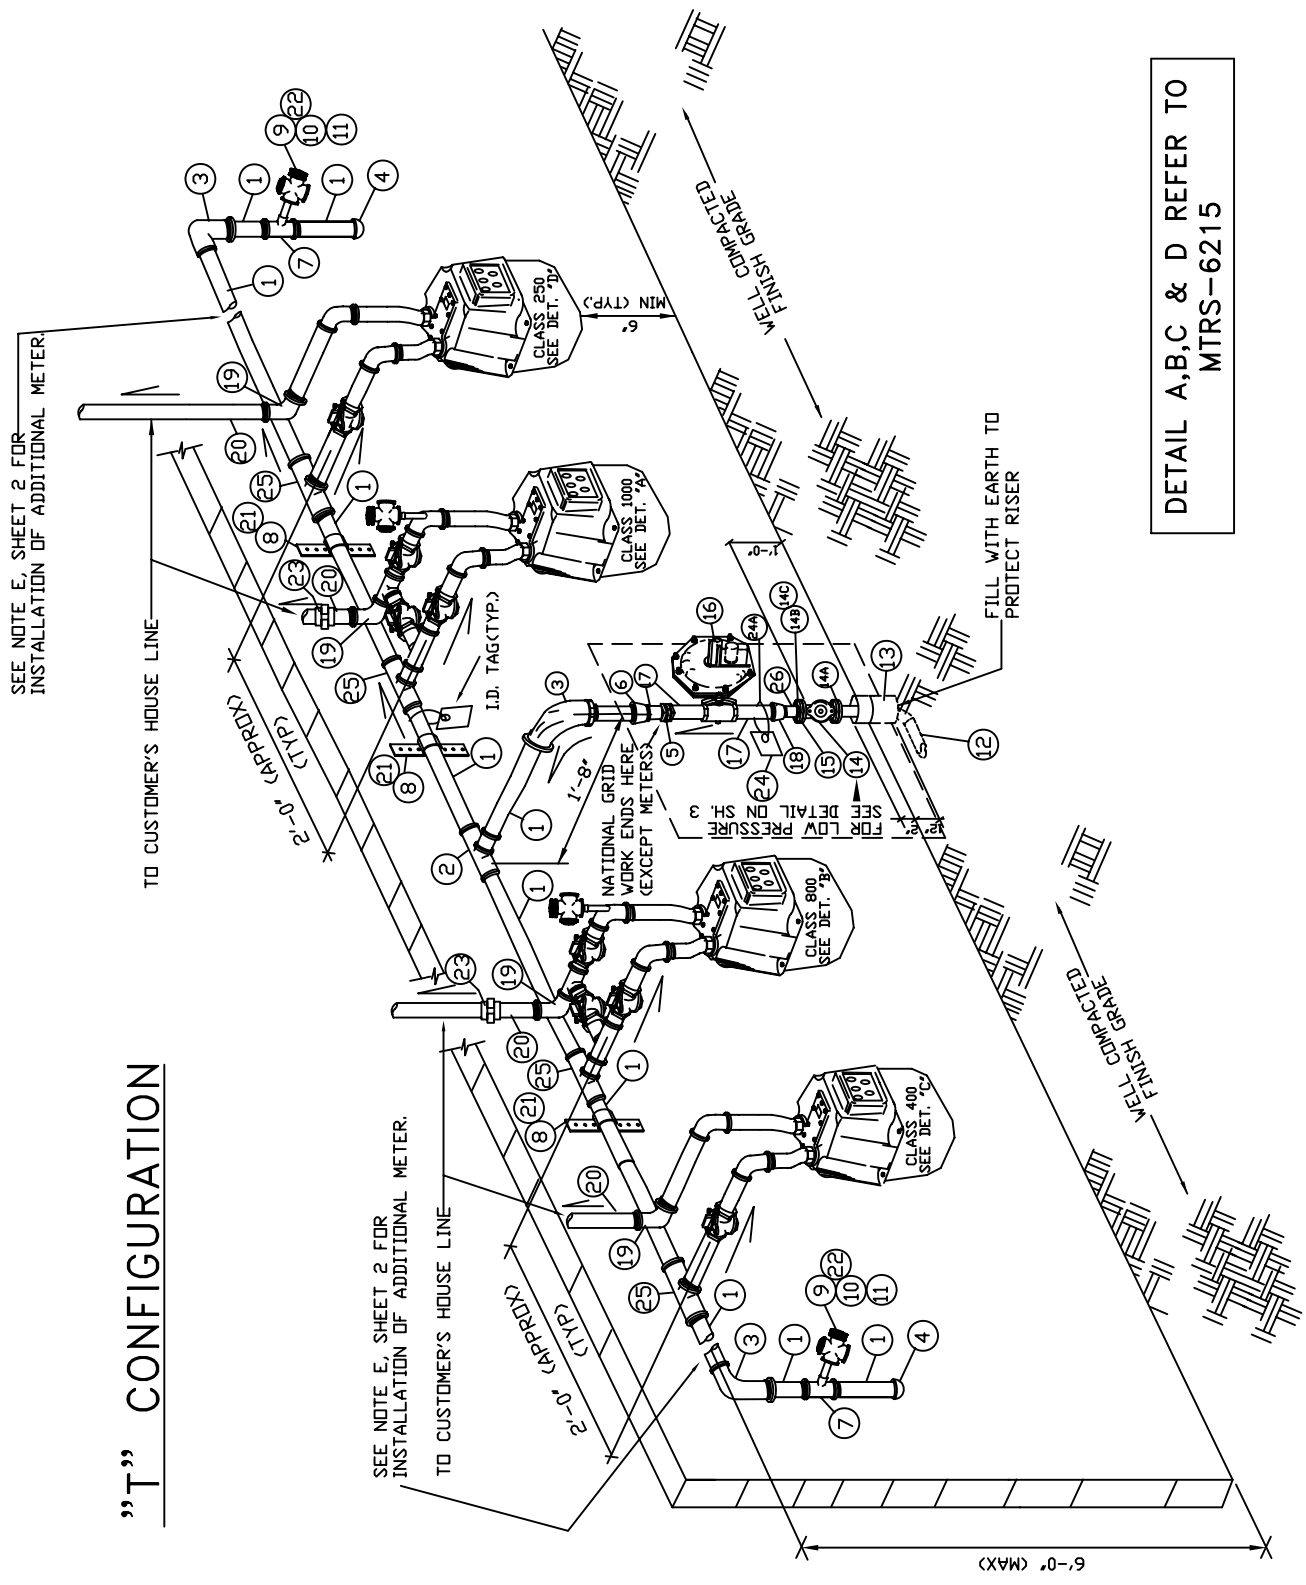 "T" CONFIGURATION
SEE NOTE E, SHEET 2 FOR
INSTALLATION OF ADDITIONAL METER.
TO CUSTOMER'S HOUSE LINE
2'-0" (APPROX)
(TYP.)
SEE NOTE E, SHEET 2 FOR
INSTALLATION OF ADDITIONAL METER.
TO CUSTOMER'S HOUSE LINE
2'-0" (APPROX)
(TYP.)
6'-0" (MAX)
3
1
9
22
10
11
1
4
7
1
19
20
25
1
21
8
23
20
19
25
I.D. TAG(TYP.)
21
8
1
2
1
3
1'-8"
1
23
19
20
25
1
21
8
20
19
25
1
3
1
7
1
4
9
22
10
11
CLASS 250
SEE DET. "D"
CLASS 1000
SEE DET. "A"
CLASS 800
SEE DET. "B"
CLASS 400
SEE DET. "C"
6"
MIN (TYP.)
NATIONAL GRID
WORK ENDS HERE
(EXCEPT METERS)
6
7
5
16
24A
17
24
18
15
14
26
14B
14C
14A
13
12
FOR LOW PRESSURE
SEE DETAIL ON SH. 3
1'-0"
2"
12"
FILL WITH EARTH TO
PROTECT RISER
WELL COMPACTED
FINISH GRADE
WELL COMPACTED
FINISH GRADE
DETAIL A,B,C & D REFER TO
MTRS-6215